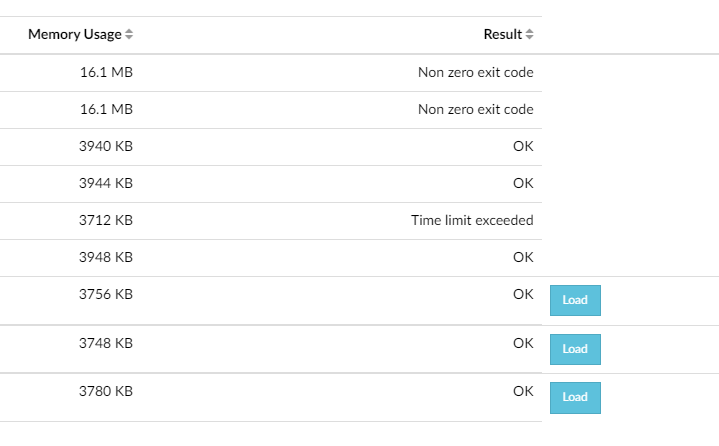 Memory Usage Result
16.1 MB Non zero exit code
16.1 MB Non zero exit code
3940 KB OK
3944 KB OK
3712 KB Time limit exceeded
3948 KB OK
3756 KB OK Load
3748 KB OK Load
3780 KB OK Load